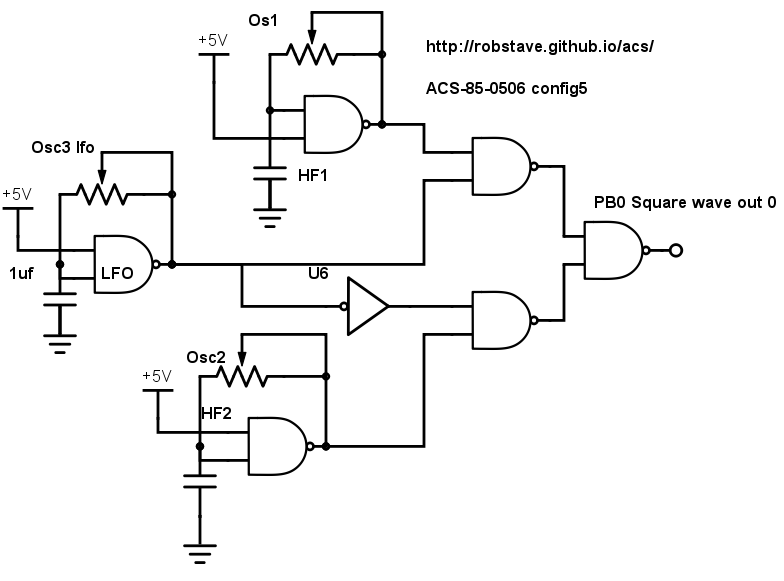 Os1
+5V
http://robstave.github.io/acs/
ACS-85-0506 config5
Osc3 lfo
HF1
+5V
PB0 Square wave out 0
1uf
LFO
U6
Osc2
+5V
HF2